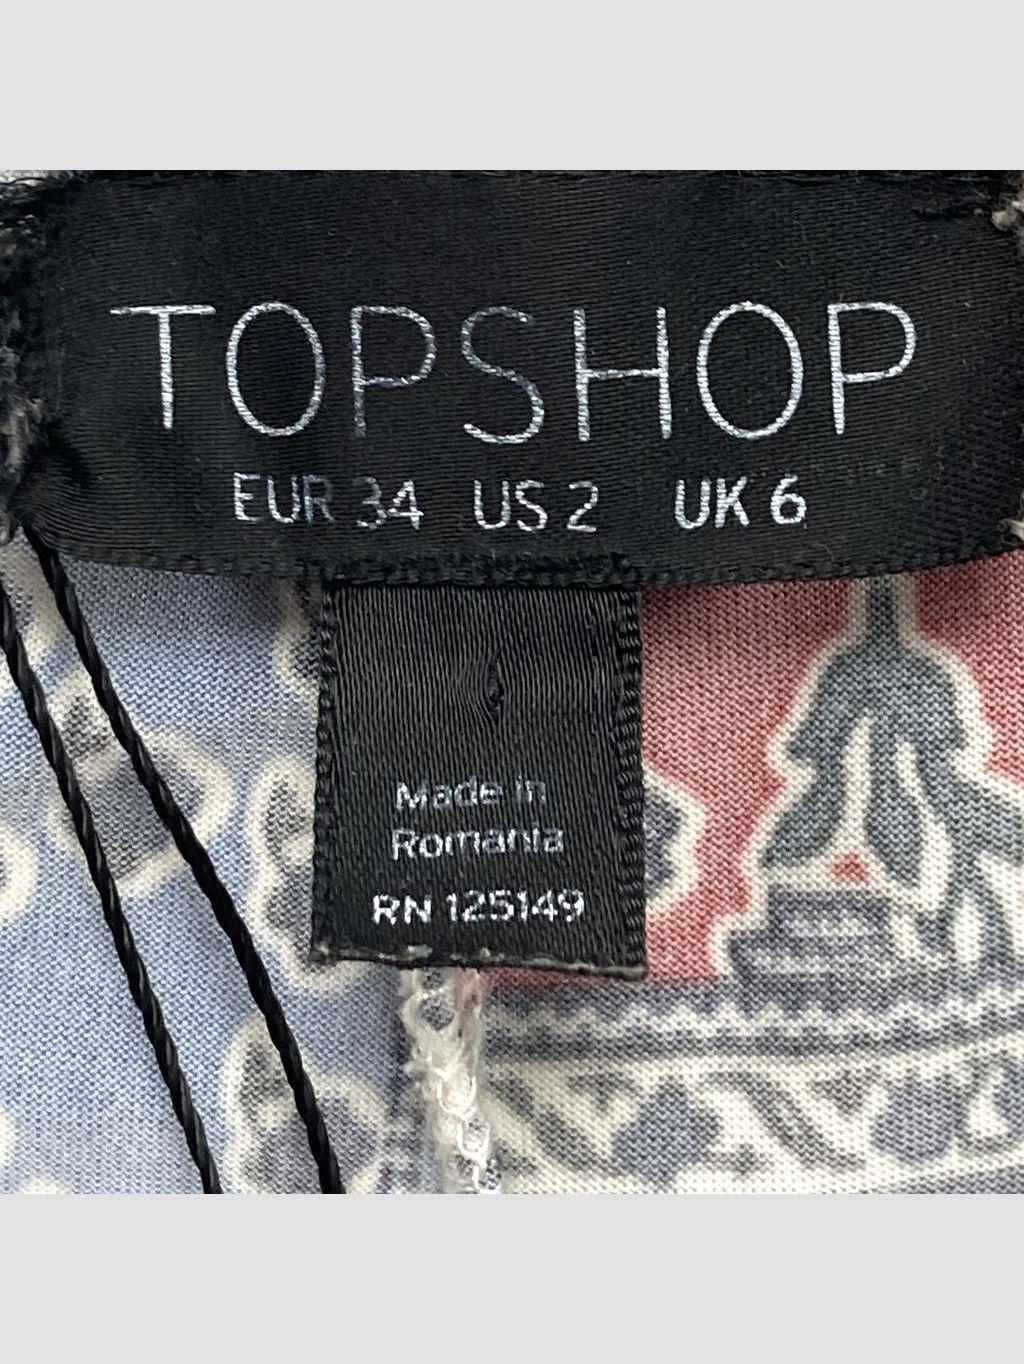 TOPSHOP
EUR 34 US 2 UK 6
Made in
Romania
RN 125149